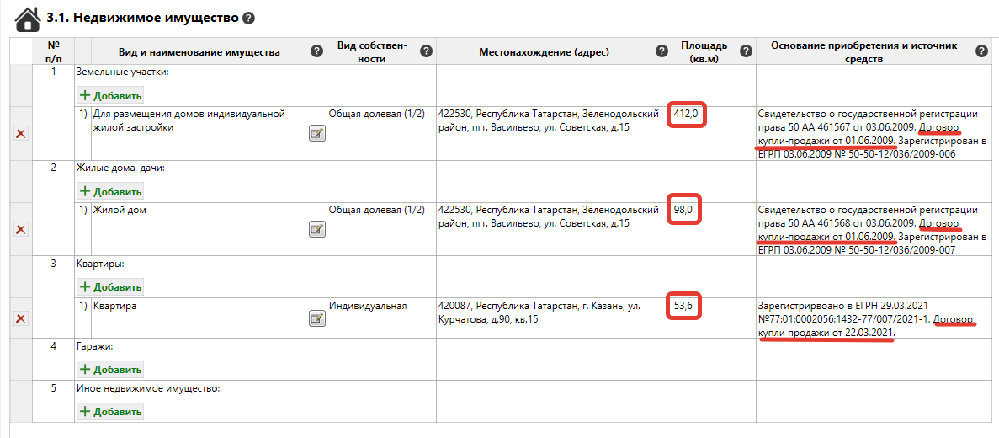 3.1. Недвижимое имущество ?
№ п/п
Вид и наименование имущества ?
Вид собствен-
ности ?
Местонахождение (адрес) ?
Площадь
(кв.м) ?
Основание приобретения и источник
средств ?
1 Земельные участки:
+ Добавить
1) Для размещения домов индивидуальной
жилой застройки
Общая долевая (1/2)
422530, Республика Татарстан, Зеленодольский
район, пгт. Васильево, ул. Советская, д.15
412,0
Свидетельство о государственной регистрации
права 50 АА 461567 от 03.06.2009. Договор
купли-продажи от 01.06.2009. Зарегистрирован в
ЕГРП 03.06.2009 № 50-50-12/036/2009-006
2 Жилые дома, дачи:
+ Добавить
1) Жилой дом
Общая долевая (1/2)
422530, Республика Татарстан, Зеленодольский
район, пгт. Васильево, ул. Советская, д.15
98,0
Свидетельство о государственной регистрации
права 50 АА 461568 от 03.06.2009. Договор
купли-продажи от 01.06.2009. Зарегистрирован в
ЕГРП 03.06.2009 № 50-50-12/036/2009-007
3 Квартиры:
+ Добавить
1) Квартира
Индивидуальная
420087, Республика Татарстан, г. Казань, ул.
Курчатова, д.90, кв.15
53,6
Зарегистрирвоано в ЕГРН 29.03.2021
№77:01:0002056:1432-77/007/2021-1. Договор
купли продажи от 22.03.2021.
4 Гаражи:
+ Добавить
5 Иное недвижимое имущество:
+ Добавить